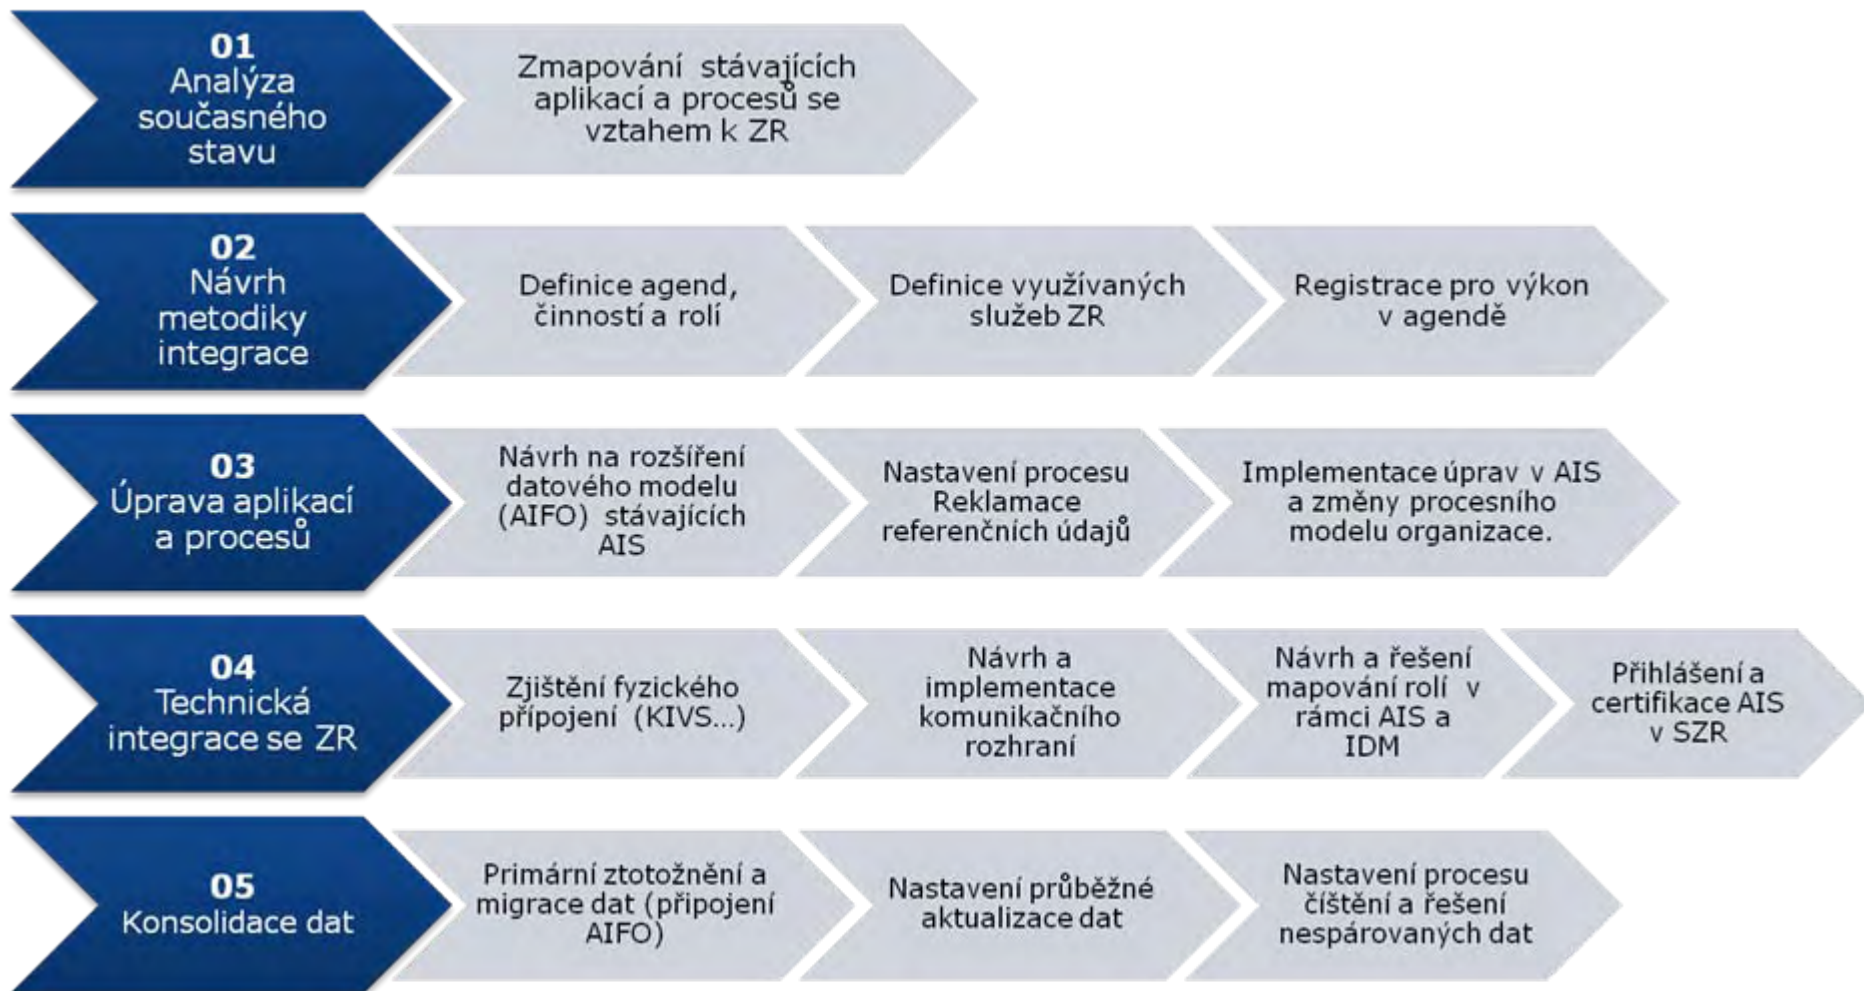 01
Analýza
současného
stavu
Zmapování stávajících
aplikací a procesů se
vztahem k ZR
02
Návrh
metodiky
integrace
Definice agend,
činností a rolí
Definice využívaných
služeb ZR
Registrace pro výkon
v agendě
03
Úprava aplikací
a procesů
Návrh na rozšíření
datového modelu
(AIFO) stávajících
AIS
Nastavení procesu
Reklamace
referenčních údajů
Implementace úprav v AIS
a změny procesního
modelu organizace.
04
Technická
integrace se ZR
Zjištění fyzického
přípojení (KIVS...)
Návrh a
implementace
komunikačního
rozhraní
Návrh a řešení
mapování rolí v
rámci AIS a
IDM
Přihlášení a
certifikace AIS
v SZR
05
Konsolidace dat
Primární ztotožnění a
migrace dat (připojení
AIFO)
Nastavení průběžné
aktualizace dat
Nastavení procesu
číštění a řešení
nespárovaných dat